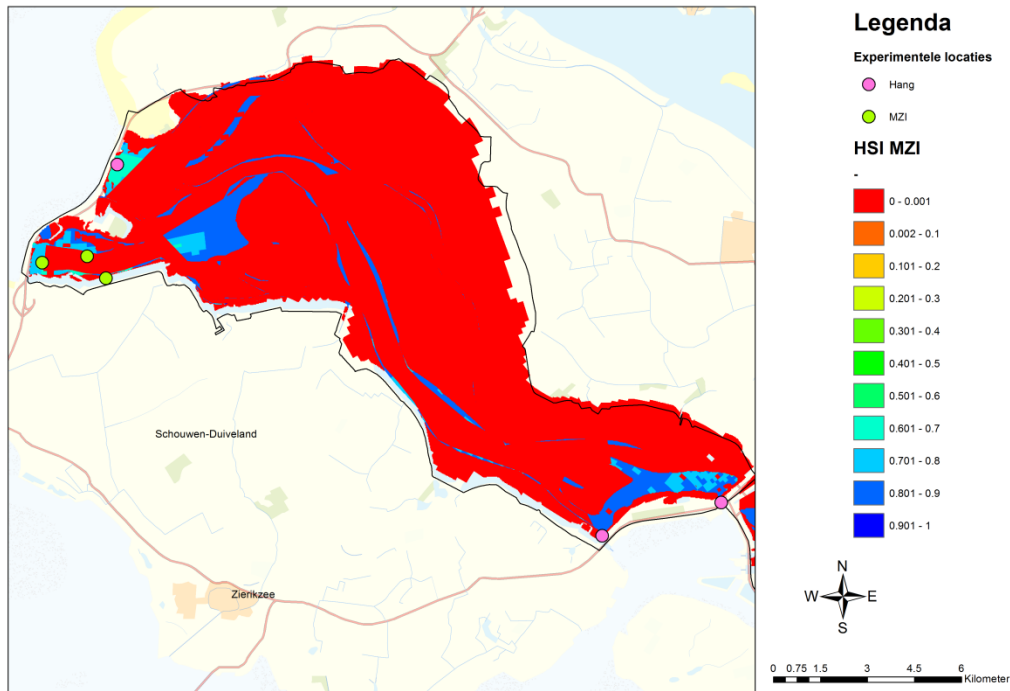 Schouwen-Duiveland
Zierikzee
Legenda
Experimentele locaties
Hang
MZI
HSI MZI
-
0 - 0.001
0.002 - 0.1
0.101 - 0.2
0.201 - 0.3
0.301 - 0.4
0.401 - 0.5
0.501 - 0.6
0.601 - 0.7
0.701 - 0.8
0.801 - 0.9
0.901 - 1
N
W E
S
0 0.75 1.5 3 4.5 6
Kilometer